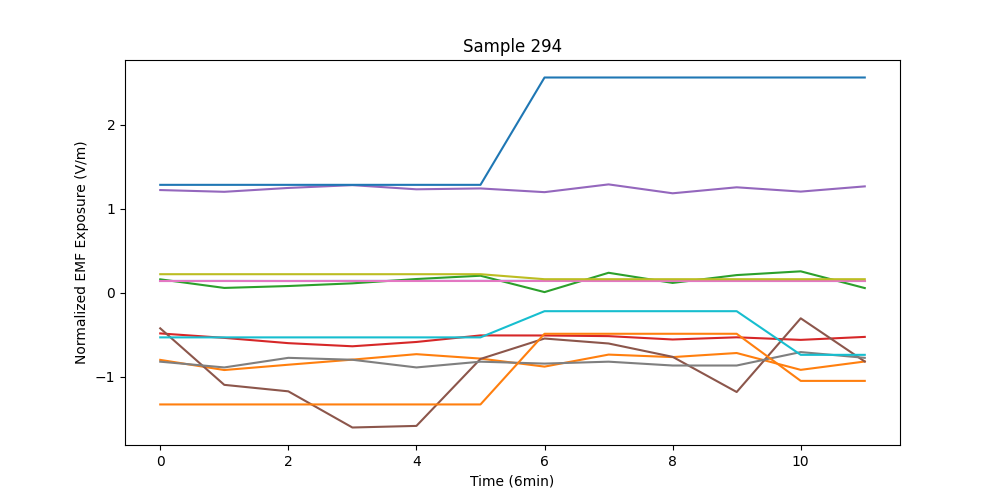 Sample 294
Normalized EMF Exposure (V/m)
2
1
0
−1
0 2 4 6 8 10
Time (6min)